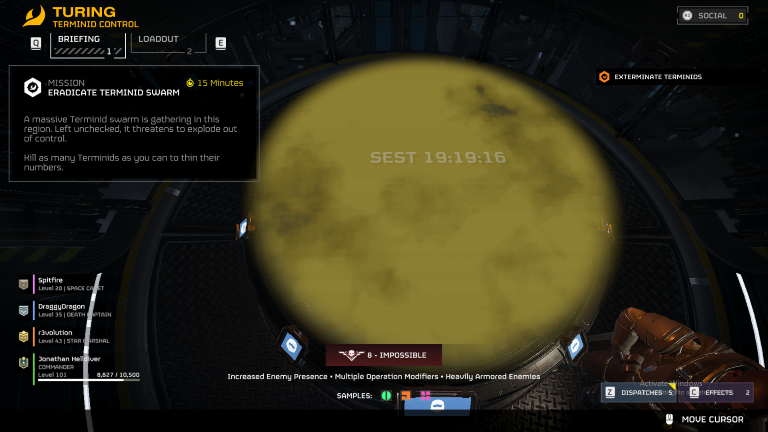 TURING
TERMINID CONTROL
Q
BRIEFING
1
LOADOUT
2
E
SOCIAL 0
MISSION
15 Minutes
ERADICATE TERMINID SWARM
A massive Terminid swarm is gathering in this
region. Left unchecked, it threatens to explode out
of control.
Kill as many Terminids as you can to thin their
numbers.
EXTERMINATE TERMINIDS
SEST 19:19:16
Spitfire
Level 20 | SPACE CADET
DraggyDragon
Level 35 | DEATH CAPTAIN
r3volution
Level 43 | STAR MARSHAL
Jonathan Helldiver
COMMANDER
Level 101 8,827 / 10,500
8 - IMPOSSIBLE
Increased Enemy Presence • Multiple Operation Modifiers • Heavily Armored Enemies
SAMPLES:
Activate Windows
Z DISPATCHES 5
C EFFECTS 2
MOVE CURSOR